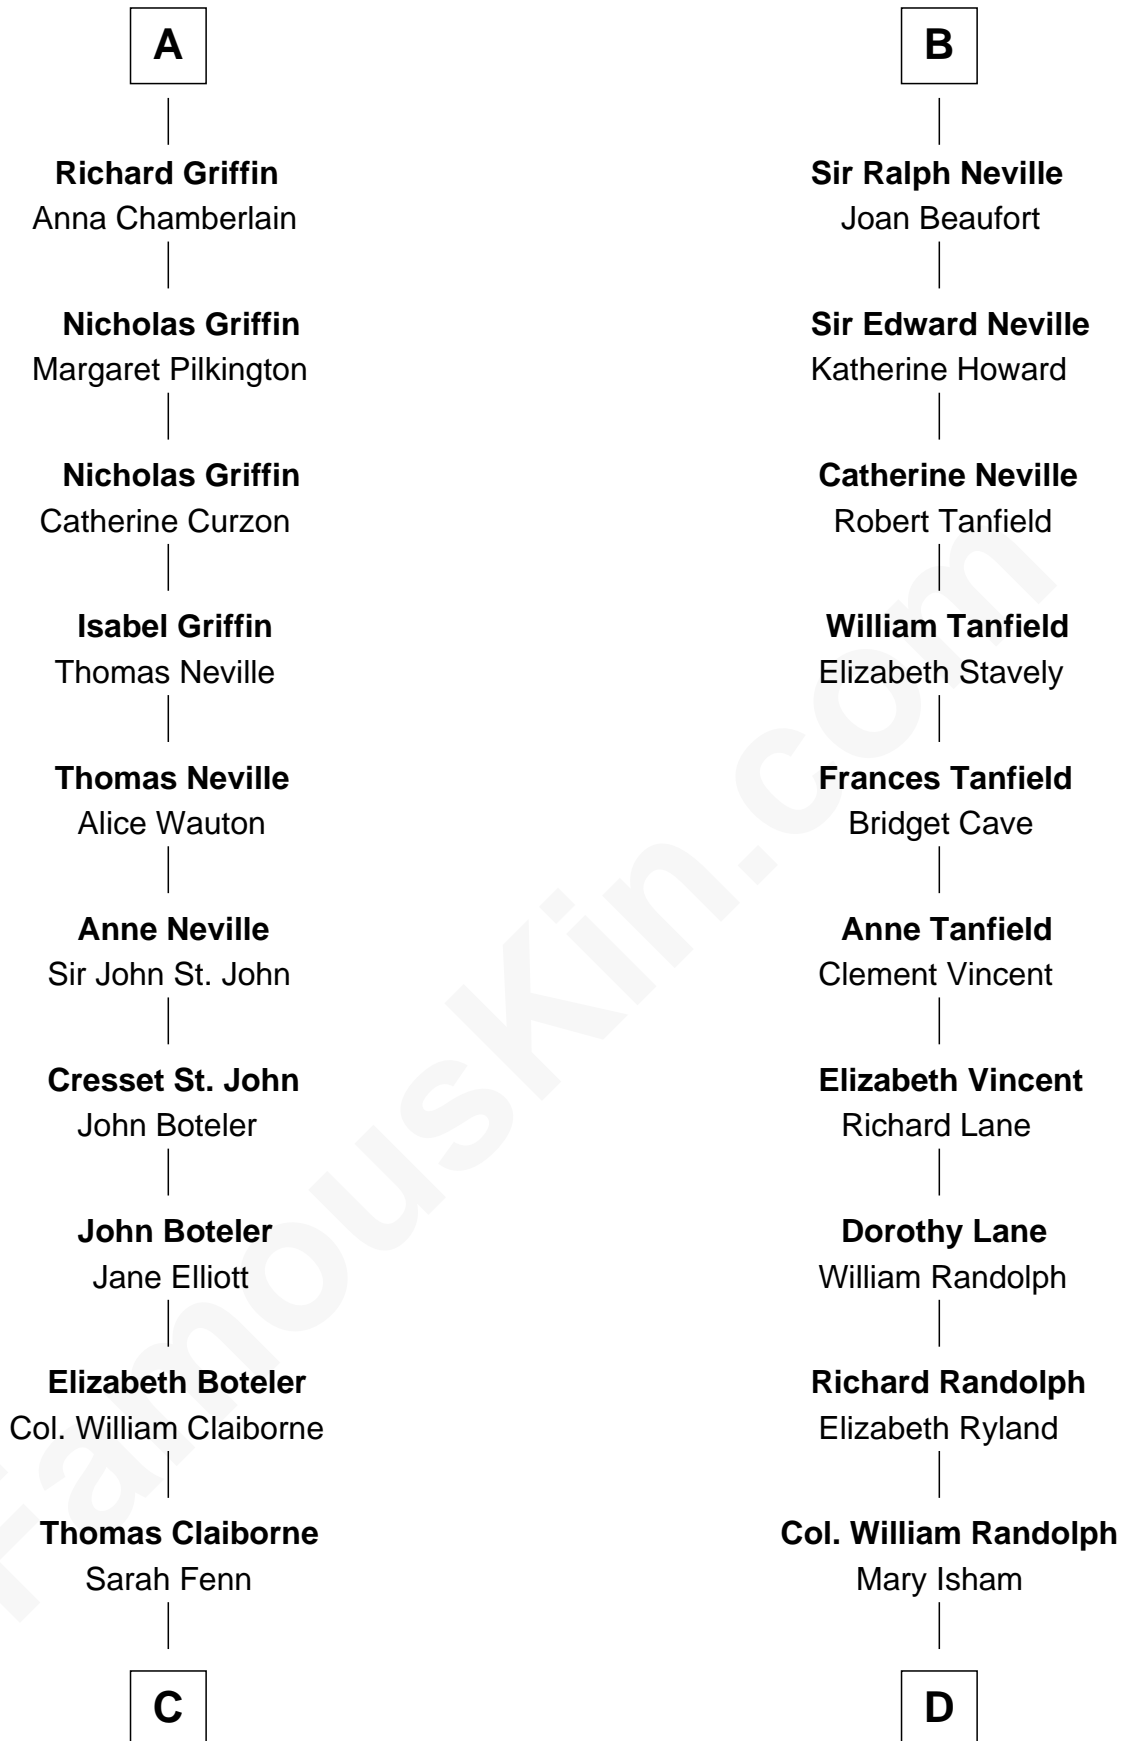 A
Richard Griffin
Anna Chamberlain
Nicholas Griffin
Margaret Pilkington
Nicholas Griffin
Catherine Curzon
Isabel Griffin
Thomas Neville
Thomas Neville
Alice Wauton
Anne Neville
Sir John St. John
Cresset St. John
John Boteler
John Boteler
Jane Elliott
Elizabeth Boteler
Col. William Claiborne
Thomas Claiborne
Sarah Fenn
C
B
Sir Ralph Neville
Joan Beaufort
Sir Edward Neville
Katherine Howard
Catherine Neville
Robert Tanfield
William Tanfield
Elizabeth Stavely
Frances Tanfield
Bridget Cave
Anne Tanfield
Clement Vincent
Elizabeth Vincent
Richard Lane
Dorothy Lane
William Randolph
Richard Randolph
Elizabeth Ryland
Col. William Randolph
Mary Isham
D
FamousKin.com